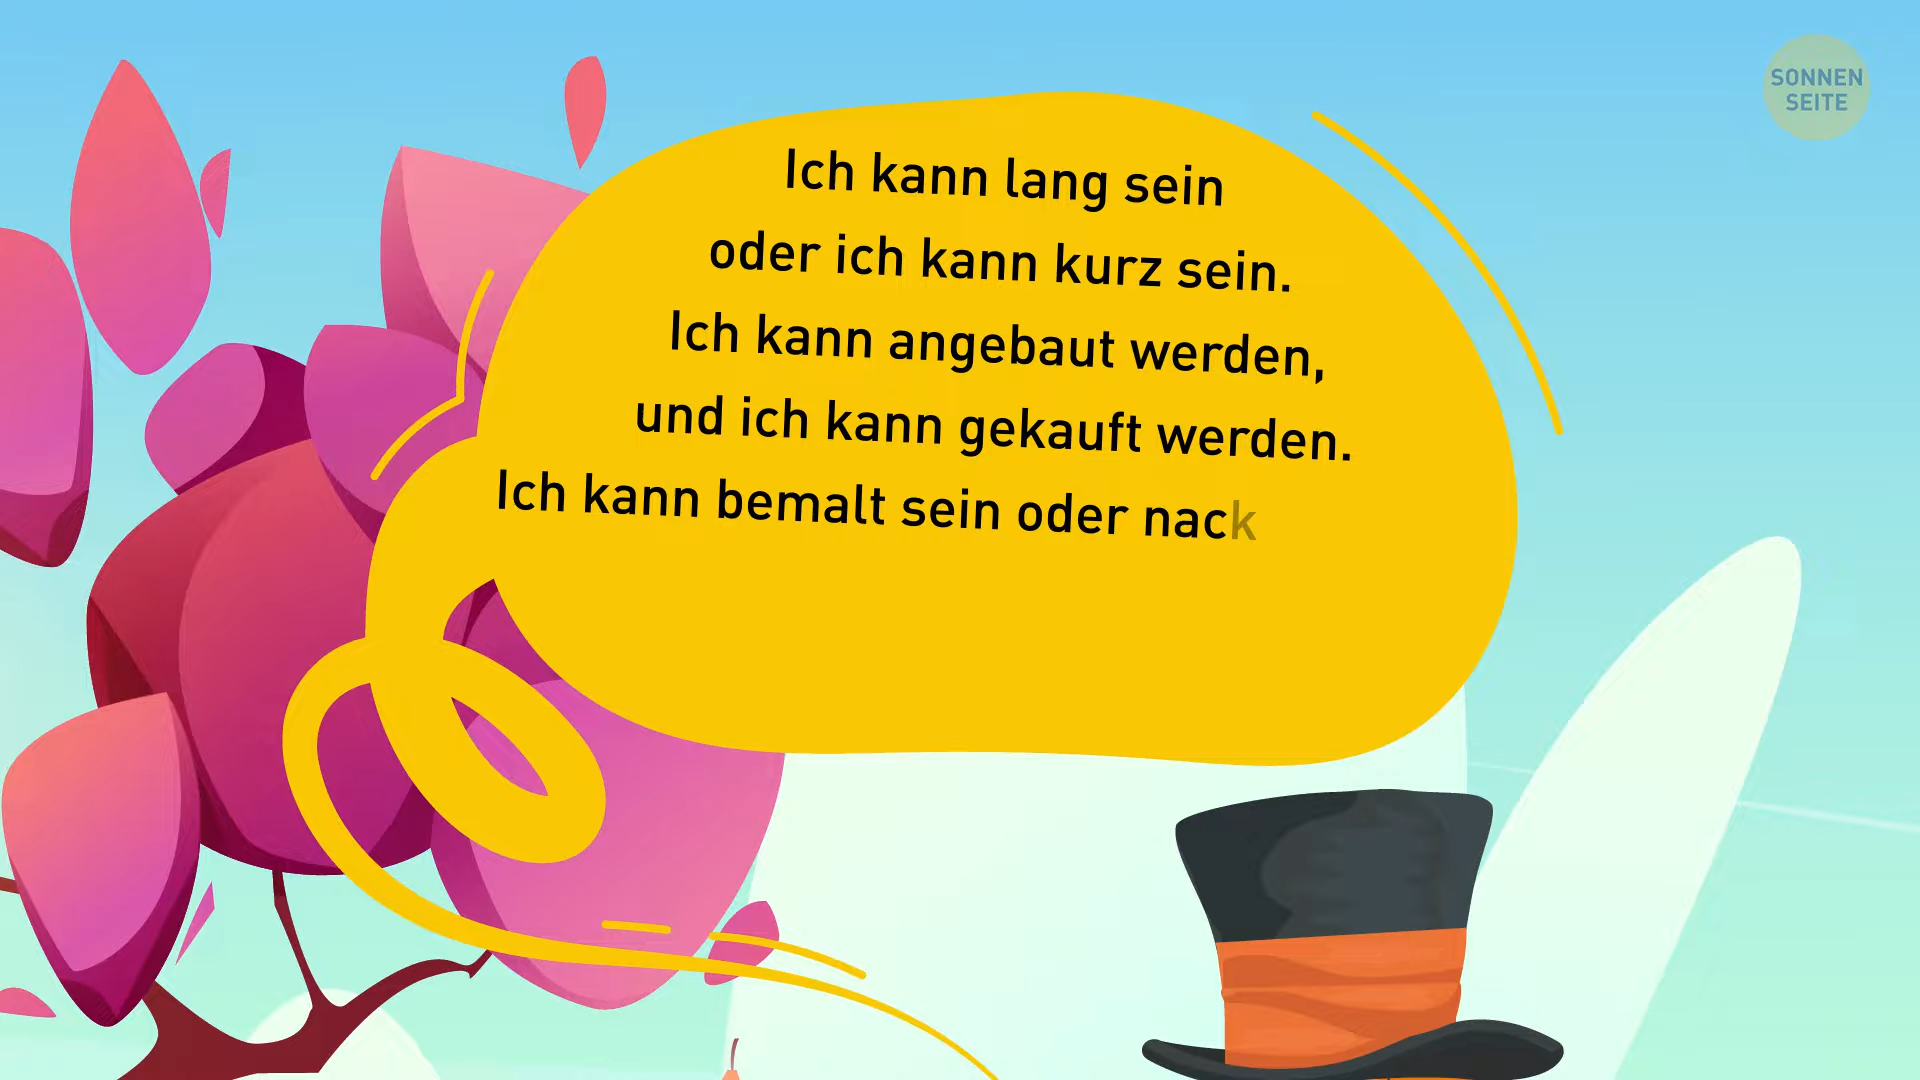 SONNEN
SEITE
Ich kann lang sein
oder ich kann kurz sein.
Ich kann angebaut werden,
und ich kann gekauft werden.
Ich kann bemalt sein oder nack